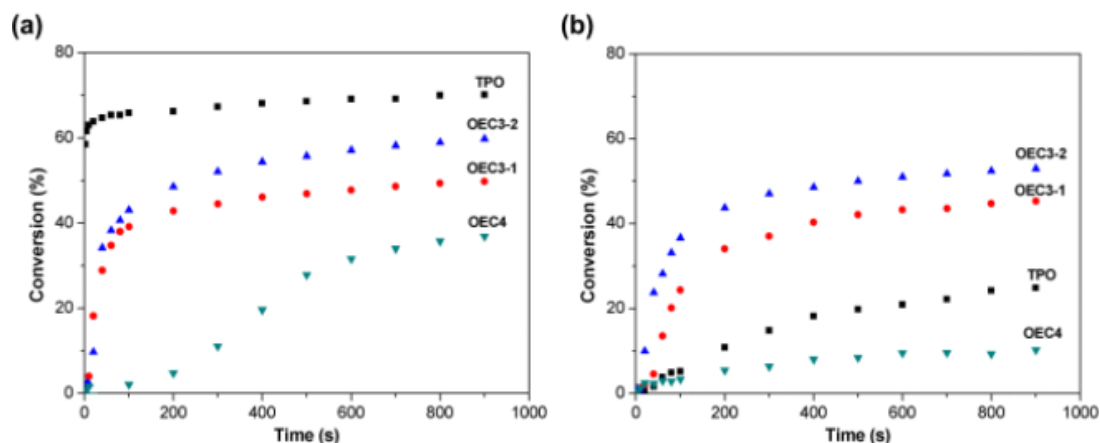 (a)
80
60
40
20
0
Conversion (%)
TPO
OEC3-2
OEC3-1
OEC4
0 200 400 600 800 1000
Time (s)
(b)
80
60
40
20
0
Conversion (%)
OEC3-2
OEC3-1
TPO
OEC4
200 400 600 800 1000
Time (s)